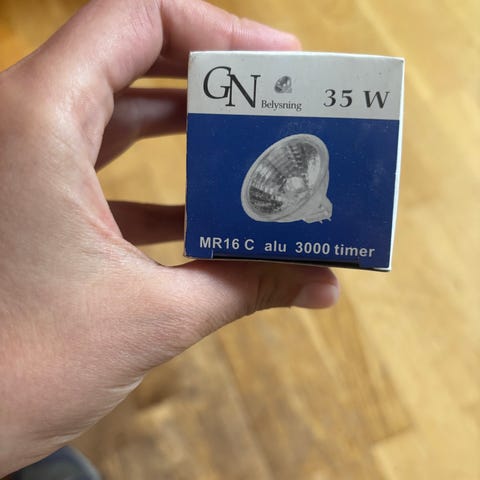 GN Belysning 35 W
MR16 C alu 3000 timer